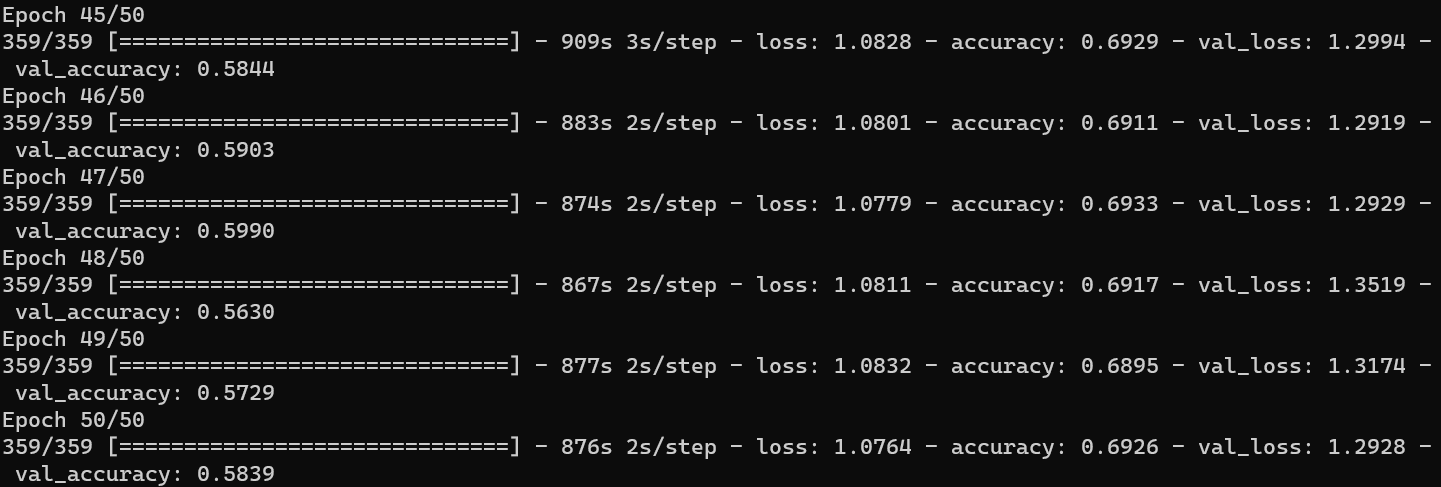 Epoch 45/50
359/359 [==============================] - 909s 3s/step - loss: 1.0828 - accuracy: 0.6929 - val_loss: 1.2994 -
 val_accuracy: 0.5844
Epoch 46/50
359/359 [==============================] - 883s 2s/step - loss: 1.0801 - accuracy: 0.6911 - val_loss: 1.2919 -
 val_accuracy: 0.5903
Epoch 47/50
359/359 [==============================] - 874s 2s/step - loss: 1.0779 - accuracy: 0.6933 - val_loss: 1.2929 -
 val_accuracy: 0.5990
Epoch 48/50
359/359 [==============================] - 867s 2s/step - loss: 1.0811 - accuracy: 0.6917 - val_loss: 1.3519 -
 val_accuracy: 0.5630
Epoch 49/50
359/359 [==============================] - 877s 2s/step - loss: 1.0832 - accuracy: 0.6895 - val_loss: 1.3174 -
 val_accuracy: 0.5729
Epoch 50/50
359/359 [==============================] - 876s 2s/step - loss: 1.0764 - accuracy: 0.6926 - val_loss: 1.2928 -
 val_accuracy: 0.5839